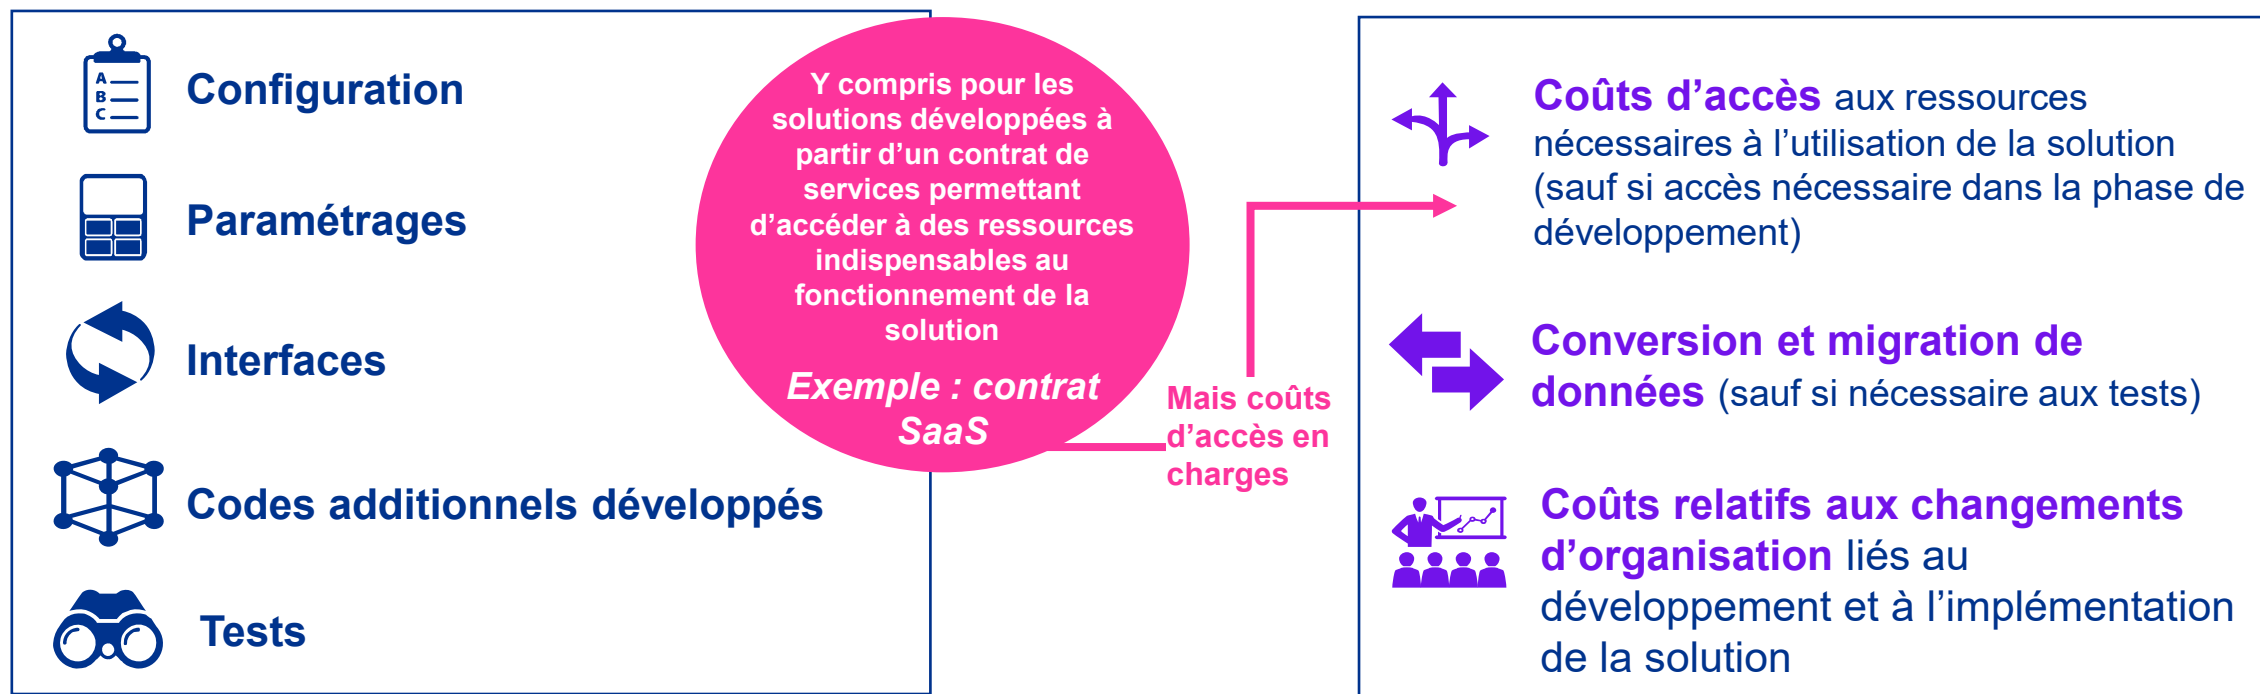 A
B
C
Configuration
Paramétrages
Interfaces
Codes additionnels développés
Tests
Y compris pour les
solutions développées à
partir d’un contrat de
services permettant
d’accéder à des ressources
indispensables au
fonctionnement de la
solution
Exemple : contrat
SaaS
Mais coûts
d’accès en
charges
Coûts d’accès aux ressources
nécessaires à l’utilisation de la solution
(sauf si accès nécessaire dans la phase de
développement)
Conversion et migration de
données (sauf si nécessaire aux tests)
Coûts relatifs aux changements
d’organisation liés au
développement et à l’implémentation
de la solution